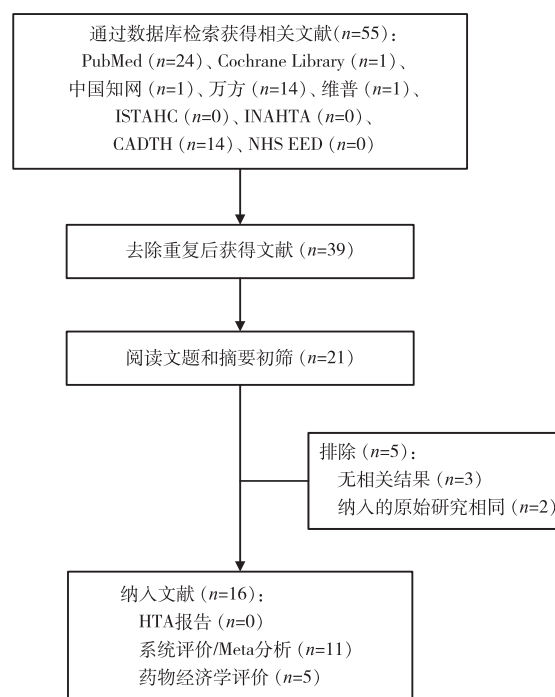 通过数据库检索获得相关文献(n=55)：
PubMed (n=24)、Cochrane Library (n=1)、
中国知网(n=1)、万方(n=14)、维普(n=1)、
ISTAHC (n=0)、INAHTA (n=0)、
CADTH (n=14)、NHS EED (n=0)
去除重复后获得文献 (n=39)
阅读文题和摘要初筛 (n=21)
排除 (n=5)：
无相关结果 (n=3)
纳入的原始研究相同 (n=2)
纳入文献 (n=16)：
HTA报告 (n=0)
系统评价/Meta分析 (n=11)
药物经济学评价 (n=5)